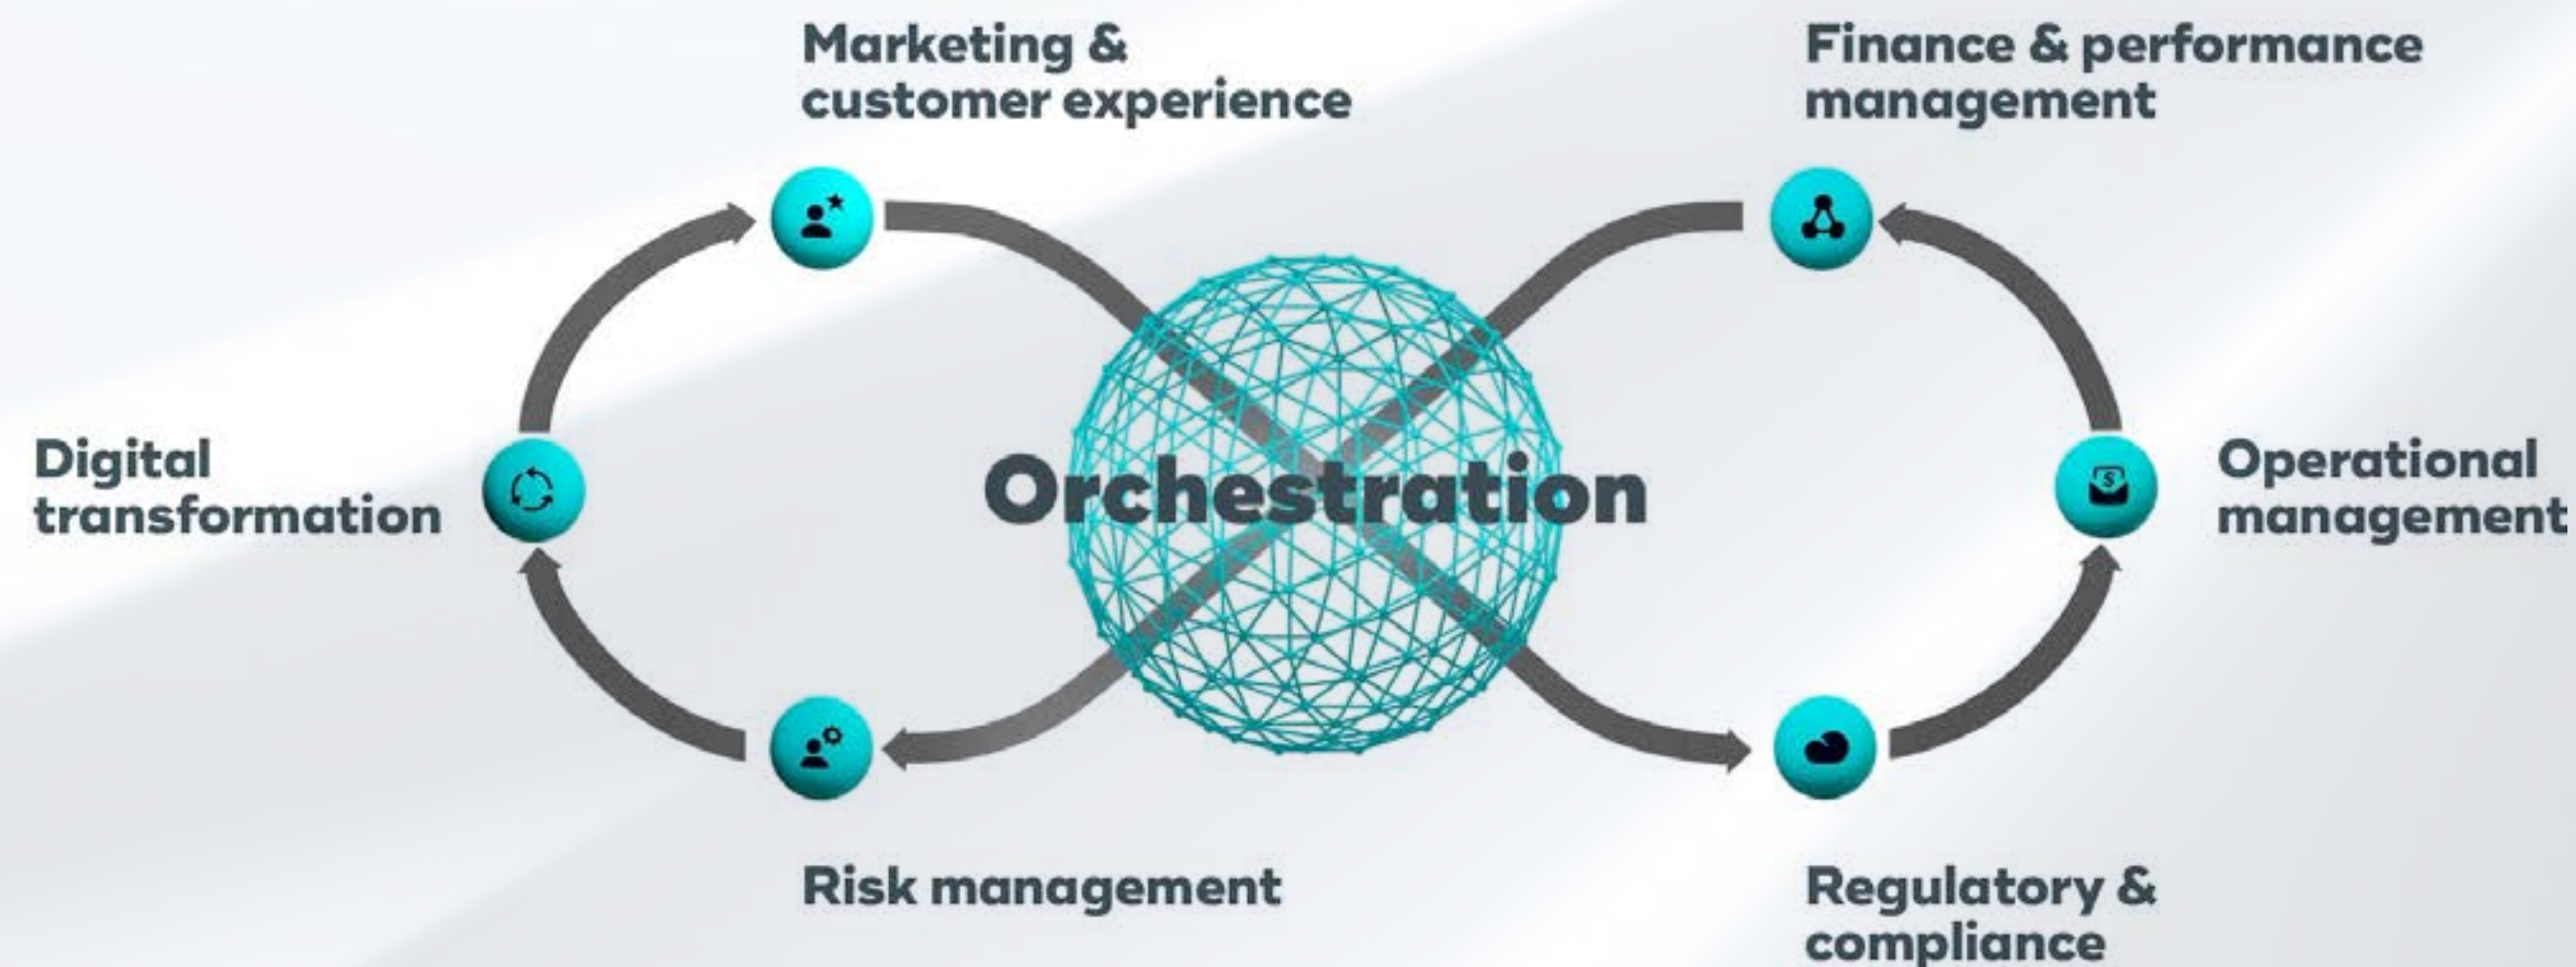 Marketing &
customer experience
Finance & performance
management
Digital
transformation
Orchestration
Operational
management
Risk management
Regulatory &
compliance